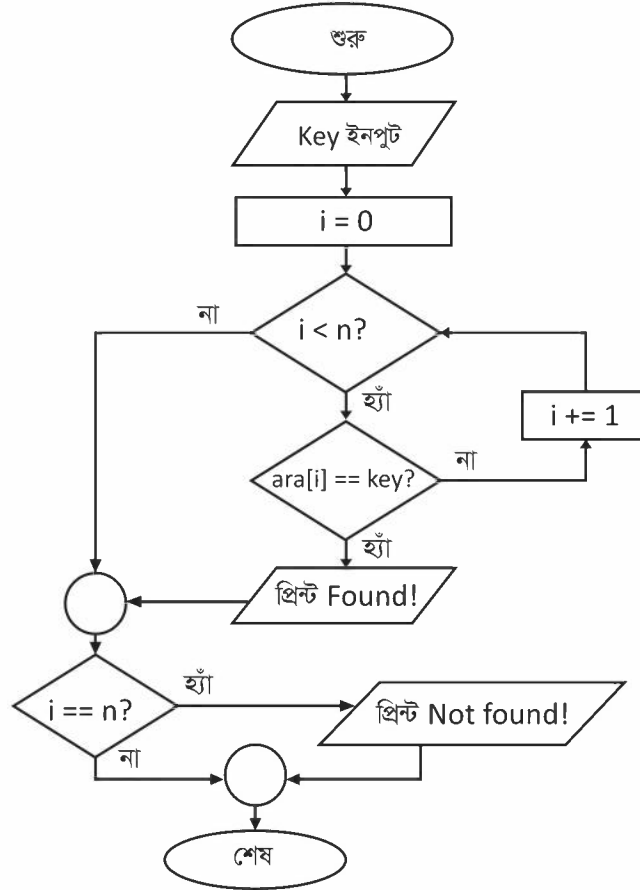 শুরু
Key ইনপুট
i = 0
i < n?
না
হ্যাঁ
i += 1
ara[i] == key?
না
হ্যাঁ
প্রিন্ট Found!
i == n?
হ্যাঁ
প্রিন্ট Not found!
না
শেষ